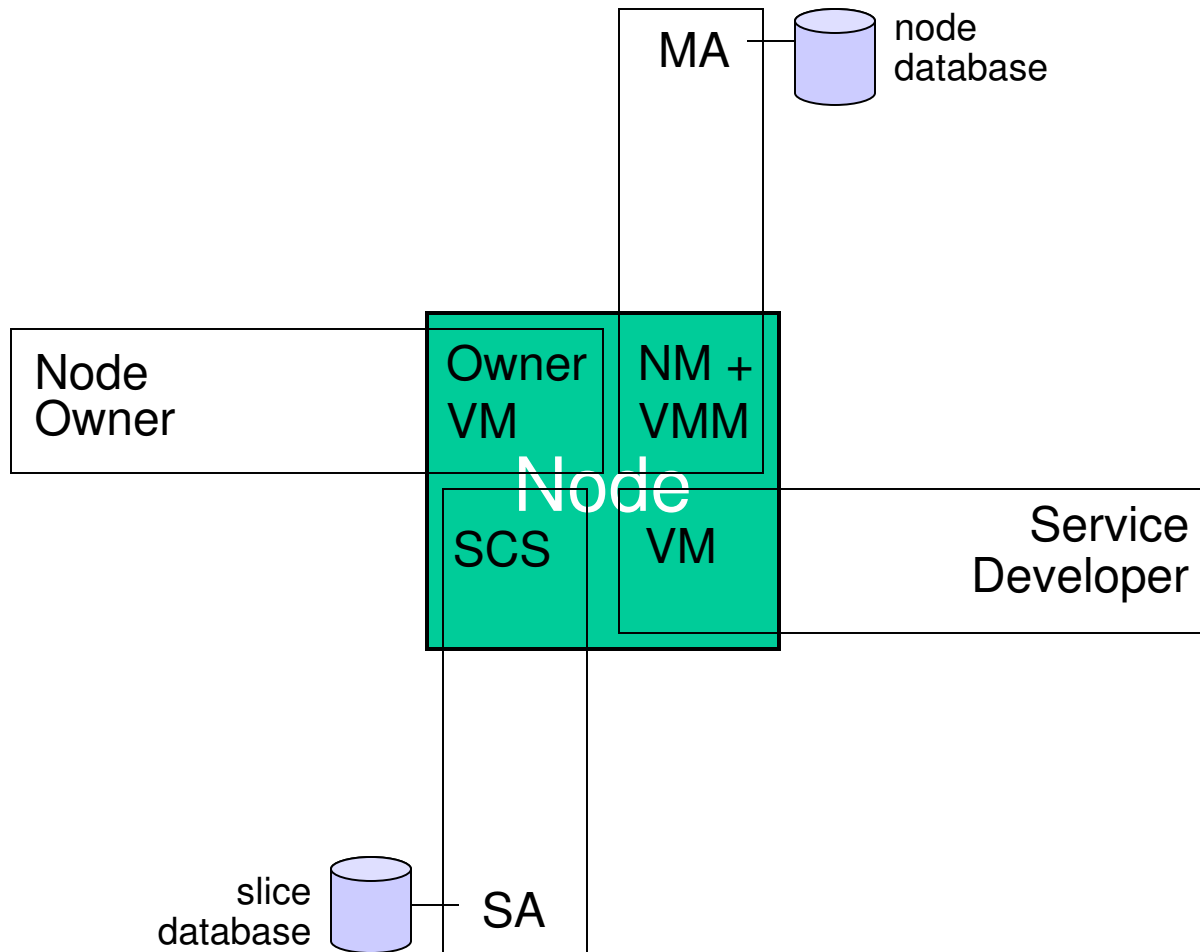 MA
node
database
Node
Owner
Owner
VM
NM +
VMM
Node
SCS
VM
Service
Developer
slice
database
SA